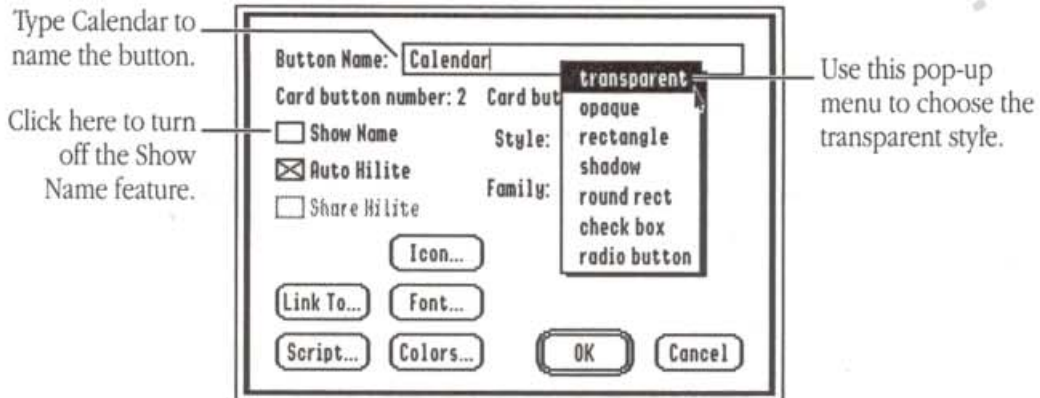 Type Calendar to
name the button.
Click here to turn
off the Show
Name feature.
Button Name: Calendar
Card button number: 2 Card but
Show Name
Auto Hilite
Share Hilite
Style:
Family:
transparent
opaque
rectangle
shadow
round rect
check box
radio button
Icon...
Link To... Font...
Script... Colors... OK Cancel
Use this pop-up
menu to choose the
transparent style.